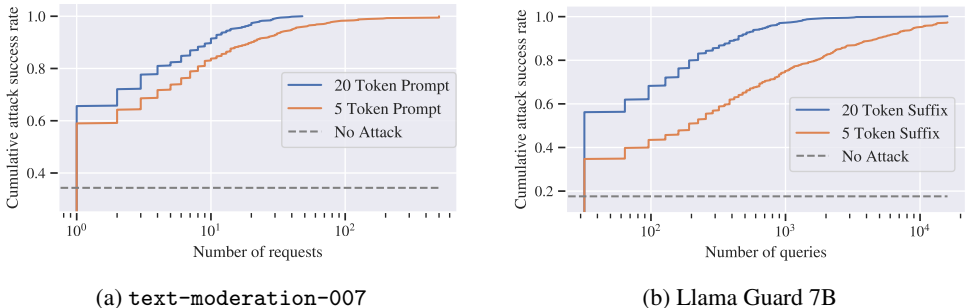 Cumulative attack success rate
1.0
0.8
0.6
0.4
20 Token Prompt
5 Token Prompt
No Attack
10^0
10^1
10^2
Number of requests
(a) text-moderation-007
Cumulative attack success rate
1.0
0.8
0.6
0.4
0.2
20 Token Suffix
5 Token Suffix
No Attack
10^2
10^3
10^4
Number of queries
(b) Llama Guard 7B